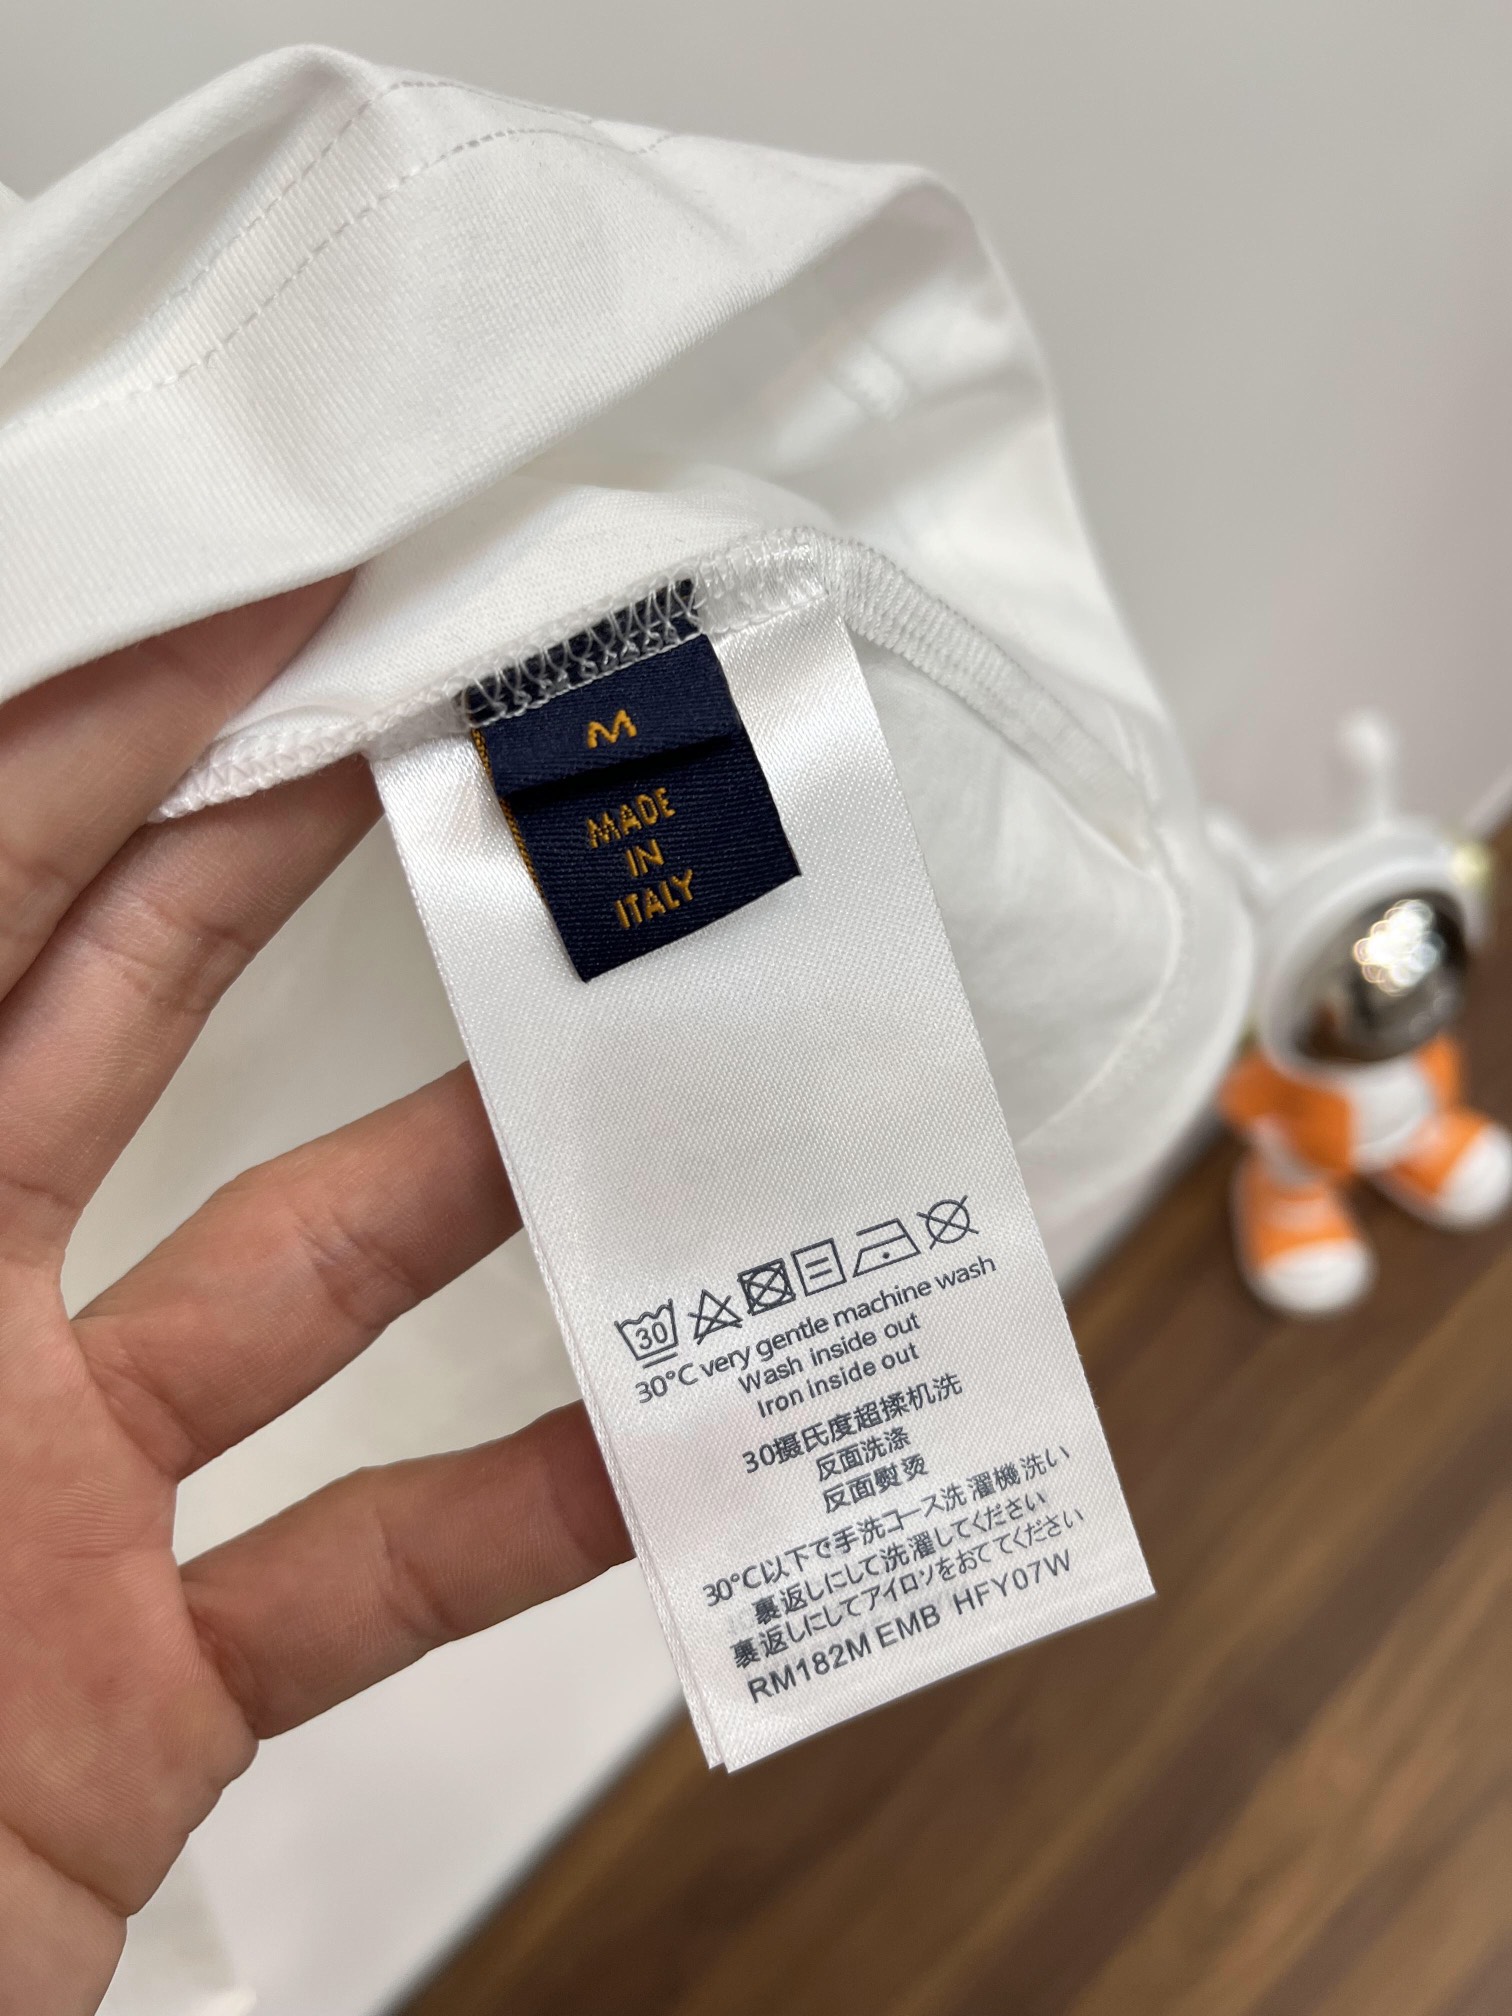 M
MADE
IN
ITALY
30
30°C very gentle machine wash
Wash inside out
Iron inside out
30摄氏度超揉机洗
反面洗涤
反面熨烫
30°C以下で手洗コース洗濯機洗い
裏返しにして洗濯してください
裏返しにしてアイロンをおててください
RM182M EMB HFY07W